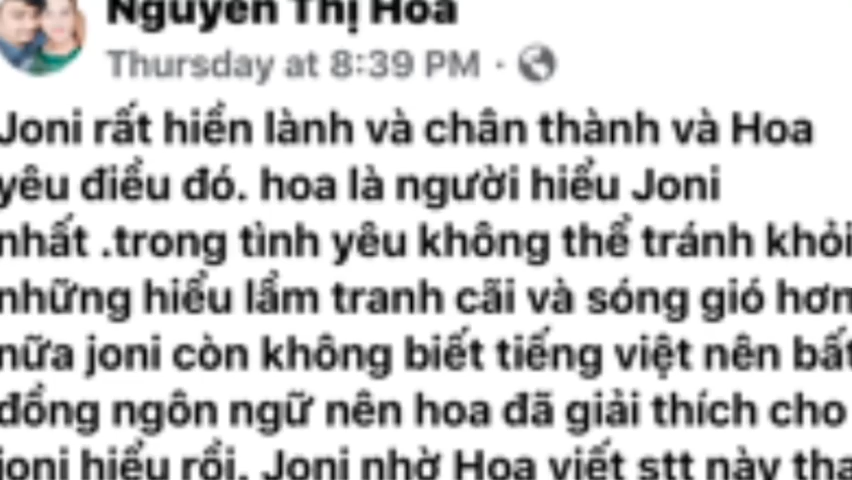 Nguyễn Thị Hoa
Thursday at 8:39 PM ·
Joni rất hiền lành và chân thành và Hoa
yêu điều đó. hoa là người hiểu Joni
nhất .trong tình yêu không thể tránh khỏi
những hiểu lầm tranh cãi và sóng gió hơn
nữa joni còn không biết tiếng việt nên bất
đồng ngôn ngữ nên hoa đã giải thích cho
joni hiểu rồi. Joni nhờ Hoa viết stt này